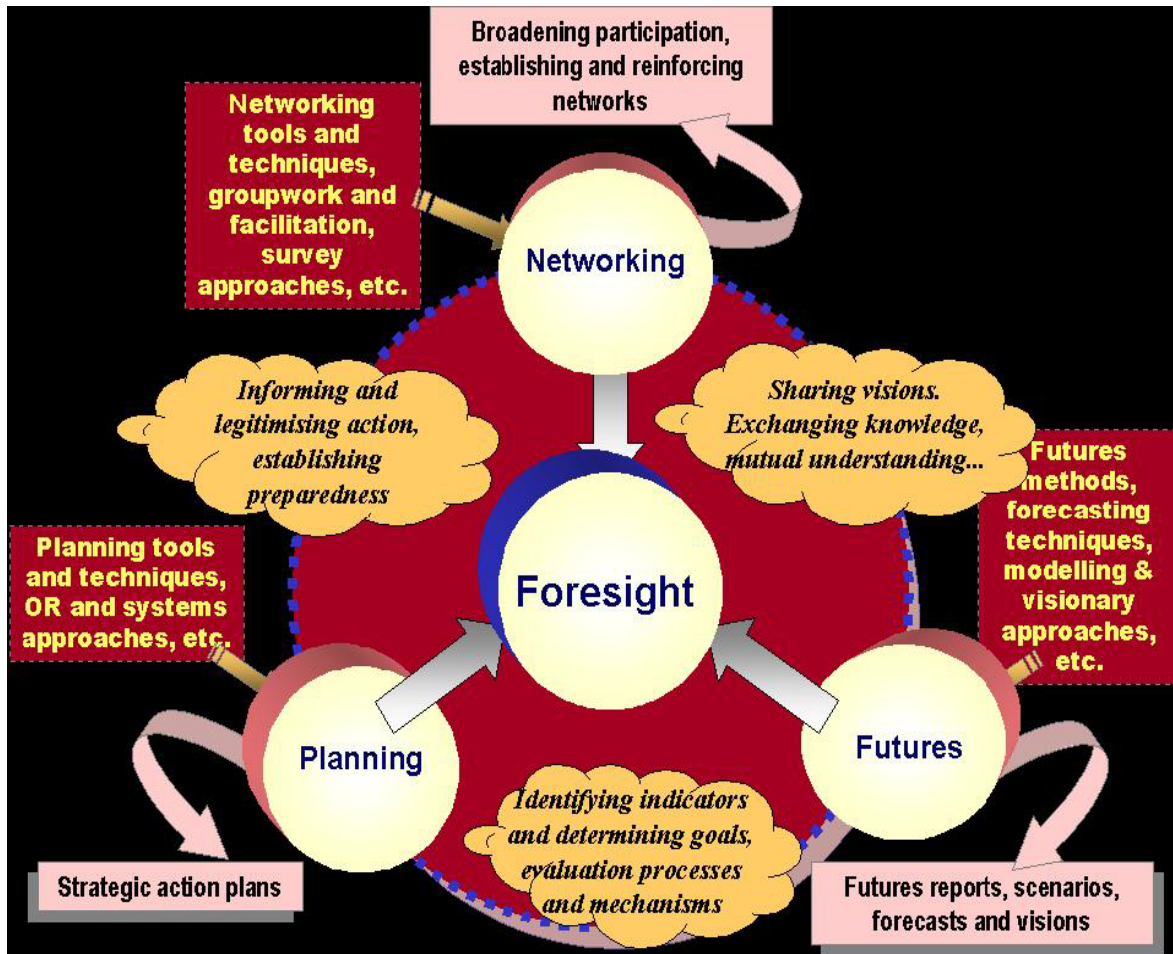 Broadening participation,
establishing and reinforcing
networks
Networking
tools and
techniques,
groupwork and
facilitation,
survey
approaches, etc.
Networking
Informing and
legitimising action,
establishing
preparedness
Sharing visions.
Exchanging knowledge,
mutual understanding...
Futures
methods,
forecasting
techniques,
modelling &
visionary
approaches,
etc.
Planning tools
and techniques,
OR and systems
approaches, etc.
Foresight
Planning
Futures
Identifying indicators
and determining goals,
evaluation processes
and mechanisms
Strategic action plans
Futures reports, scenarios,
forecasts and visions